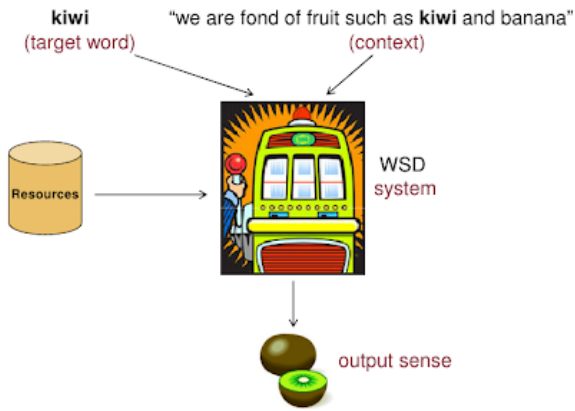 kiwi
(target word)
“we are fond of fruit such as kiwi and banana”
(context)
Resources
WSD
system
output sense